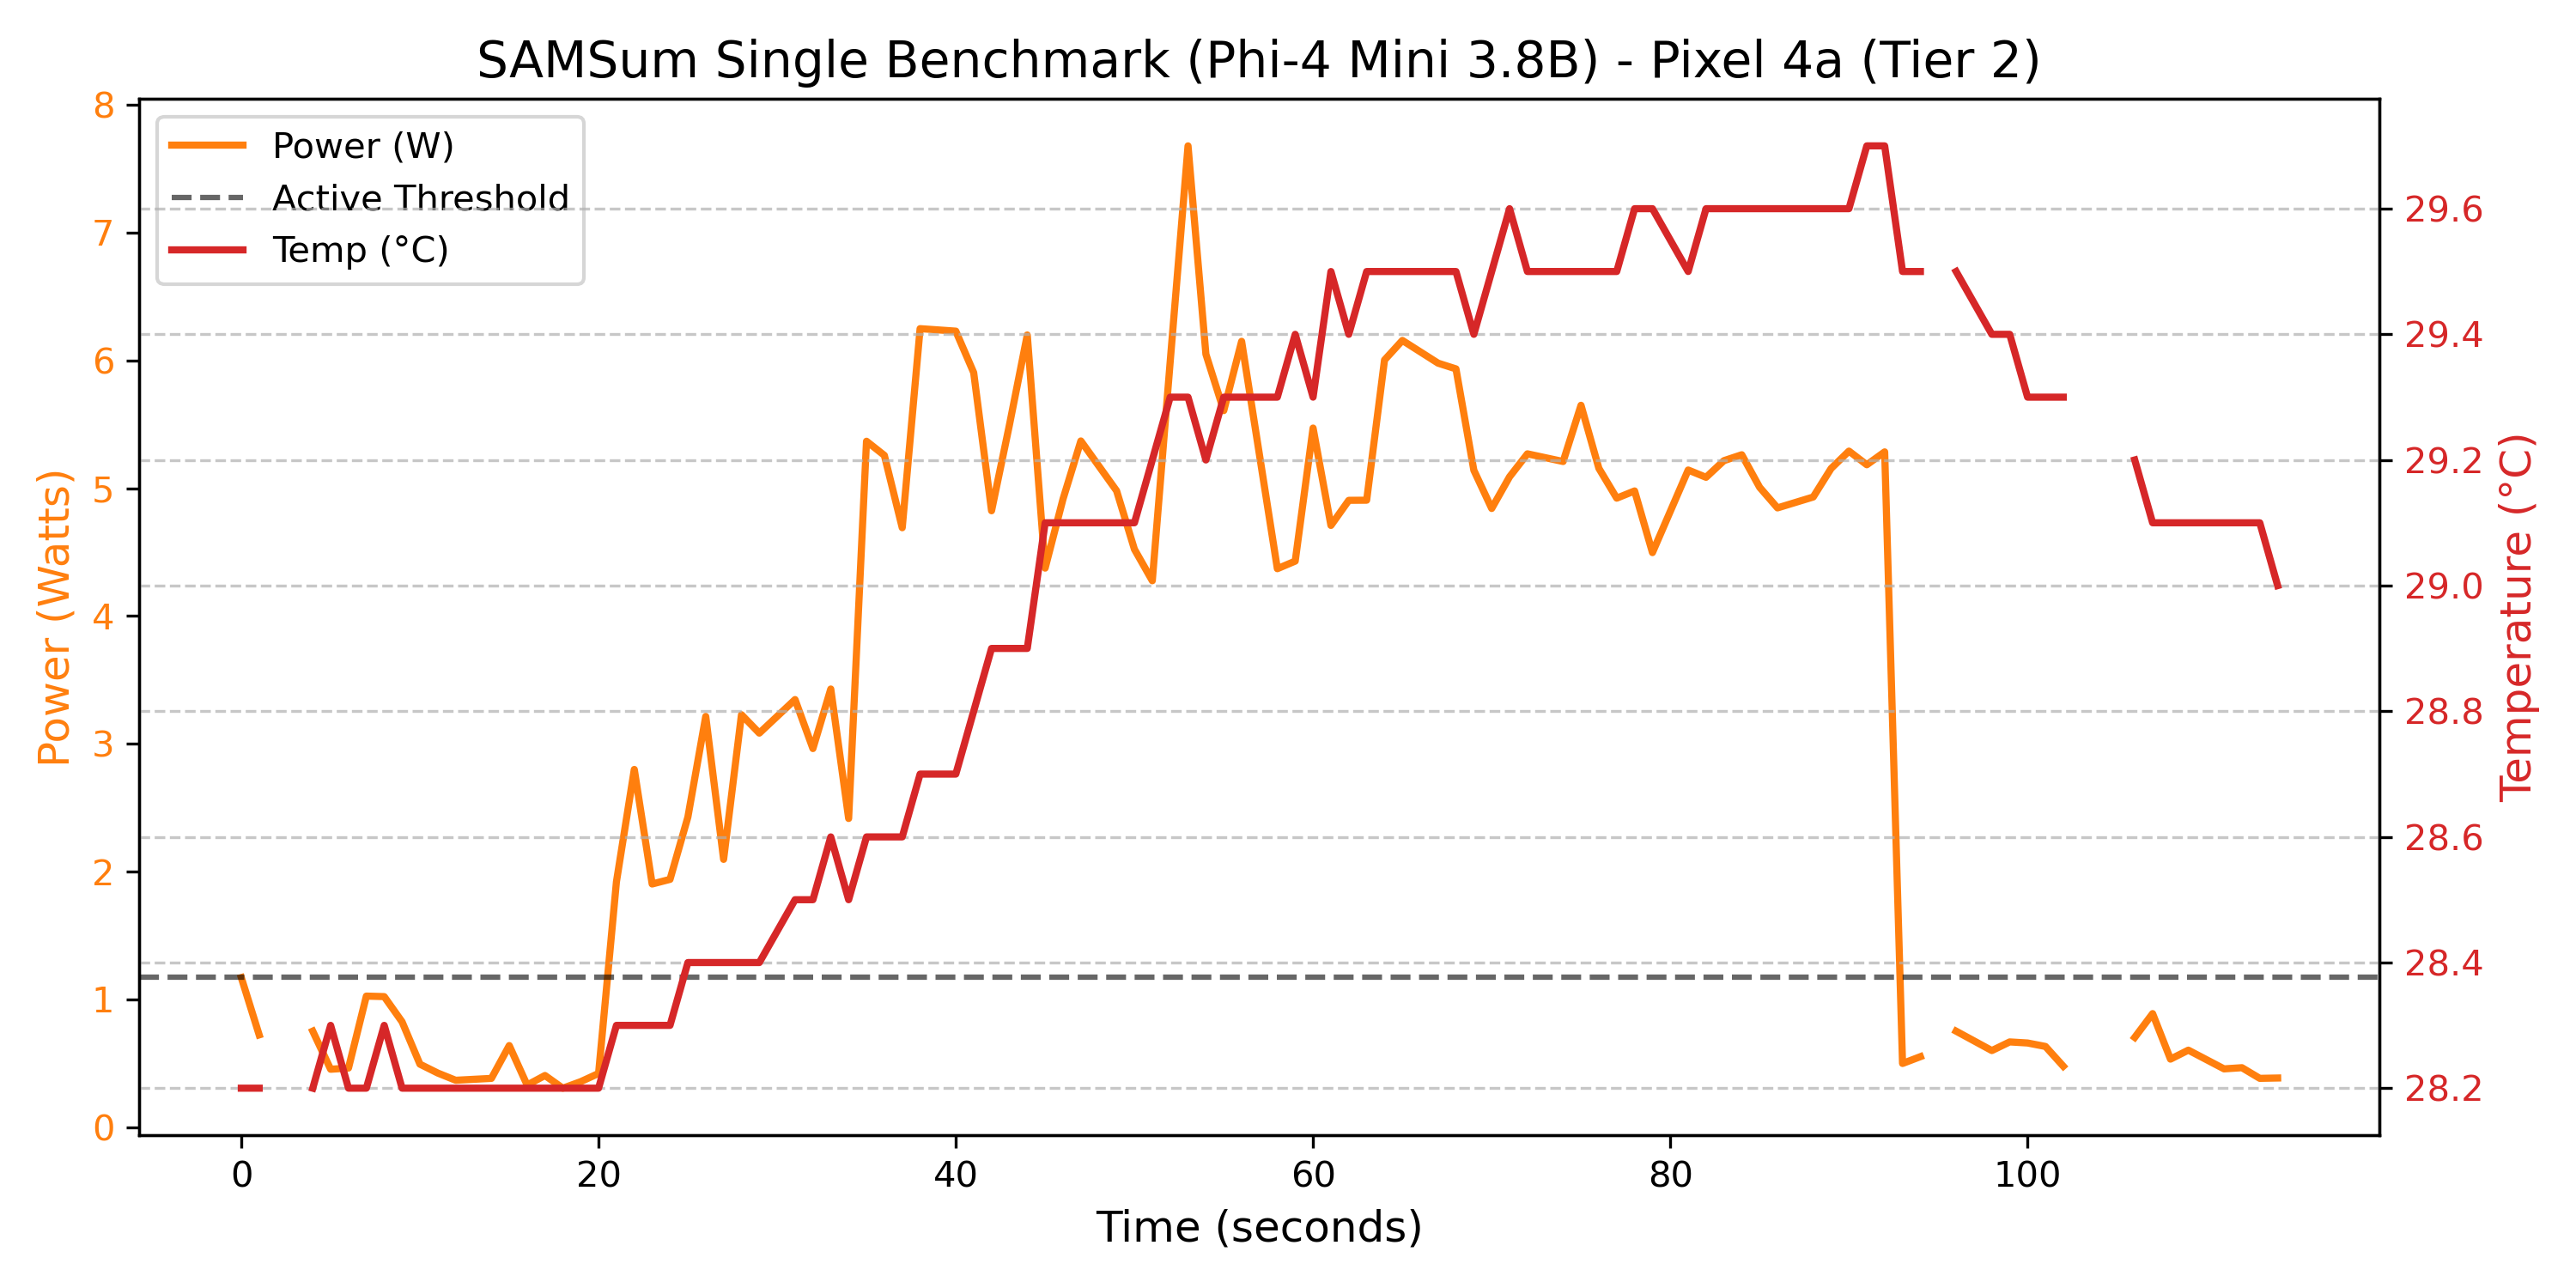 SAMSum Single Benchmark (Phi-4 Mini 3.8B) - Pixel 4a (Tier 2)
Power (W)
Active Threshold
Temp (°C)
Power (Watts)
8
7
6
5
4
3
2
1
0
29.6
29.4
29.2
29.0
28.8
28.6
28.4
28.2
Temperature (°C)
0 20 40 60 80 100
Time (seconds)